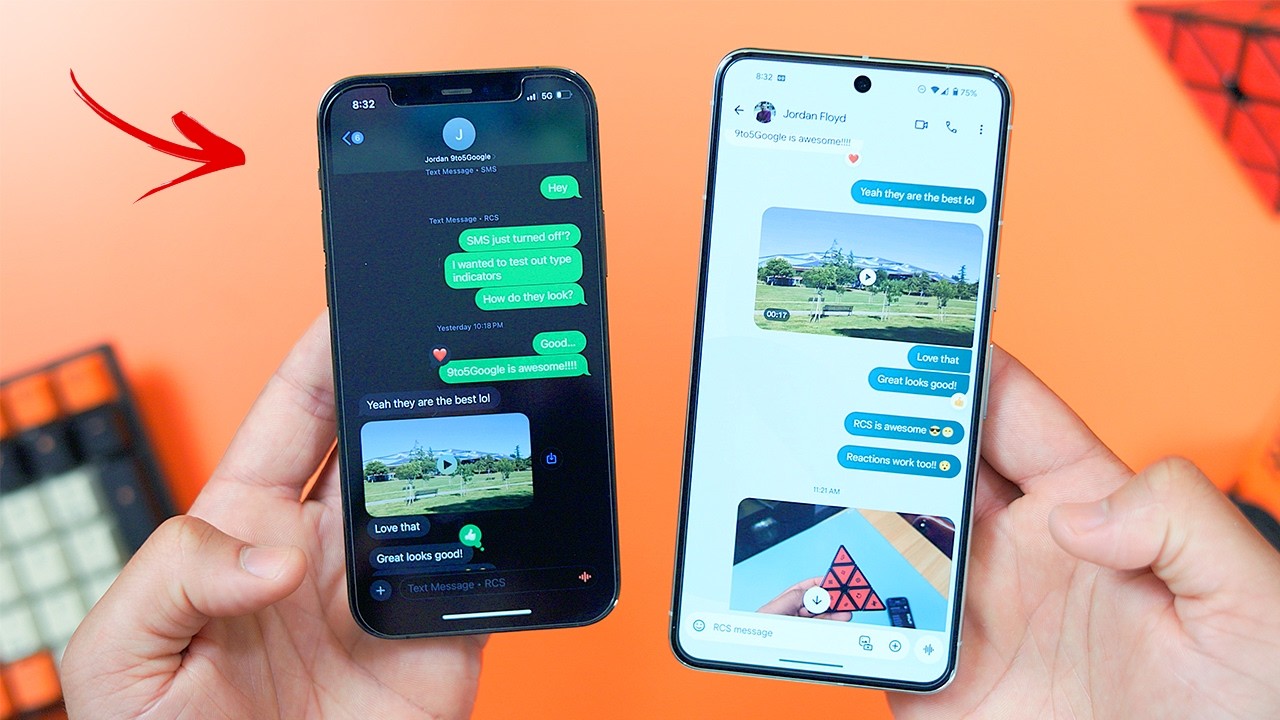 8:32
5G
6
J
Jordan 9to5Google
Text Message • SMS
Hey
Text Message • RCS
SMS just turned off'?
I wanted to test out type
indicators
How do they look?
Yesterday 10:18 PM
Good...
9to5Google is awesome!!!!
Yeah they are the best lol
Love that
Great looks good!
Text Message • RCS
8:32
75%
Jordan Floyd
9to5Google is awesome!!!!
Yeah they are the best lol
00:17
Love that
Great looks good!
RCS is awesome 😎😬
Reactions work too!! 😮
11:21 AM
RCS message